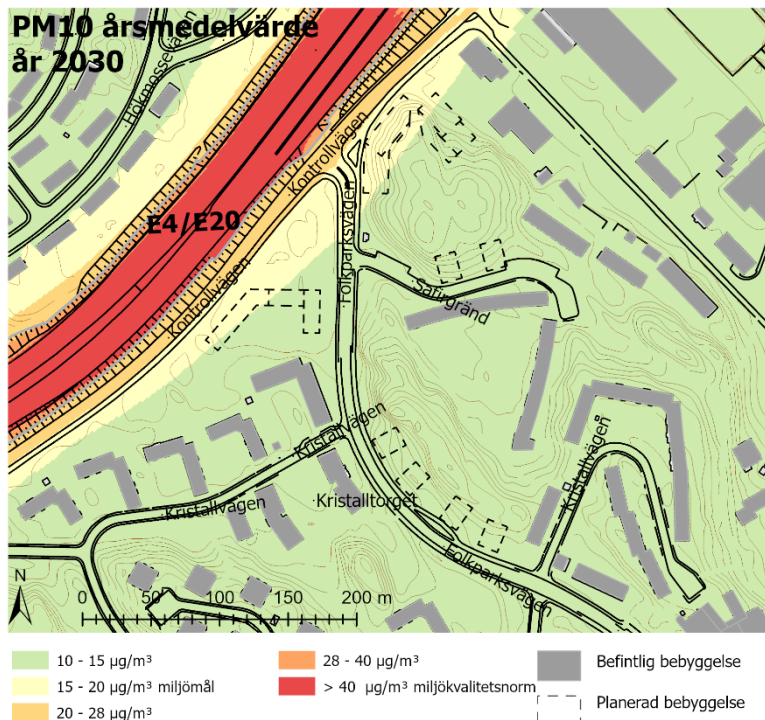 PM10 årsmedelvärde
år 2030
Hökmossevägen
Kontrollvägen
E4/E20
Folkparksvägen
Kontrollvägen
Safirgränd
Kristallvägen
Kristallvägen
Kristalltorget
Kristallvägen
Folkparksvägen
N
0 50 100 150 200 m
10 - 15 µg/m³
15 - 20 µg/m³ miljömål
20 - 28 µg/m³
28 - 40 µg/m³
> 40 µg/m³ miljökvalitetsnorm
Befintlig bebyggelse
Planerad bebyggelse